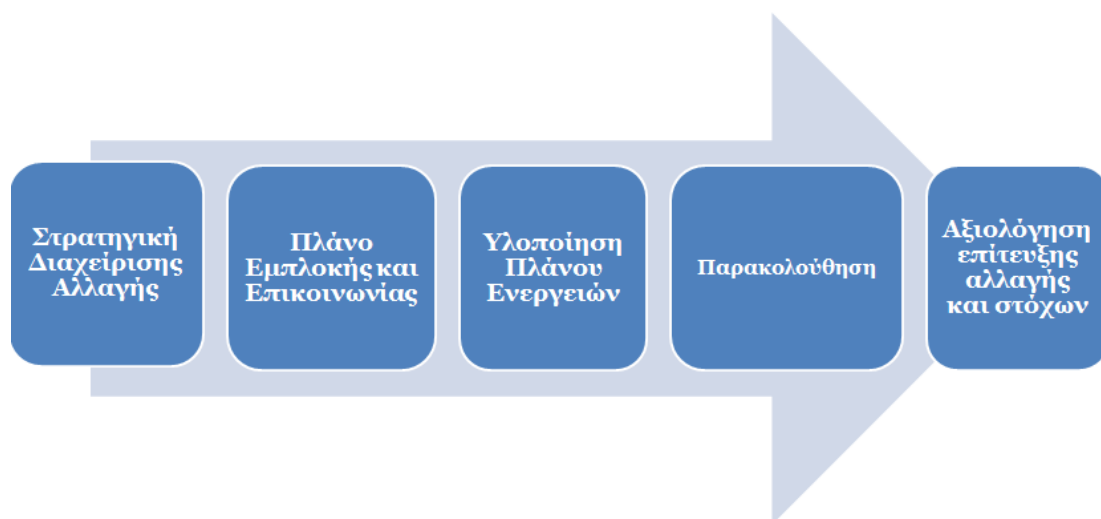 Στρατηγική
Διαχείρισης
Αλλαγής
Πλάνο
Εμπλοκής και
Επικοινωνίας
Υλοποίηση
Πλάνου
Ενεργειών
Παρακολούθηση
Αξιολόγηση
επίτευξης
αλλαγής
και στόχων